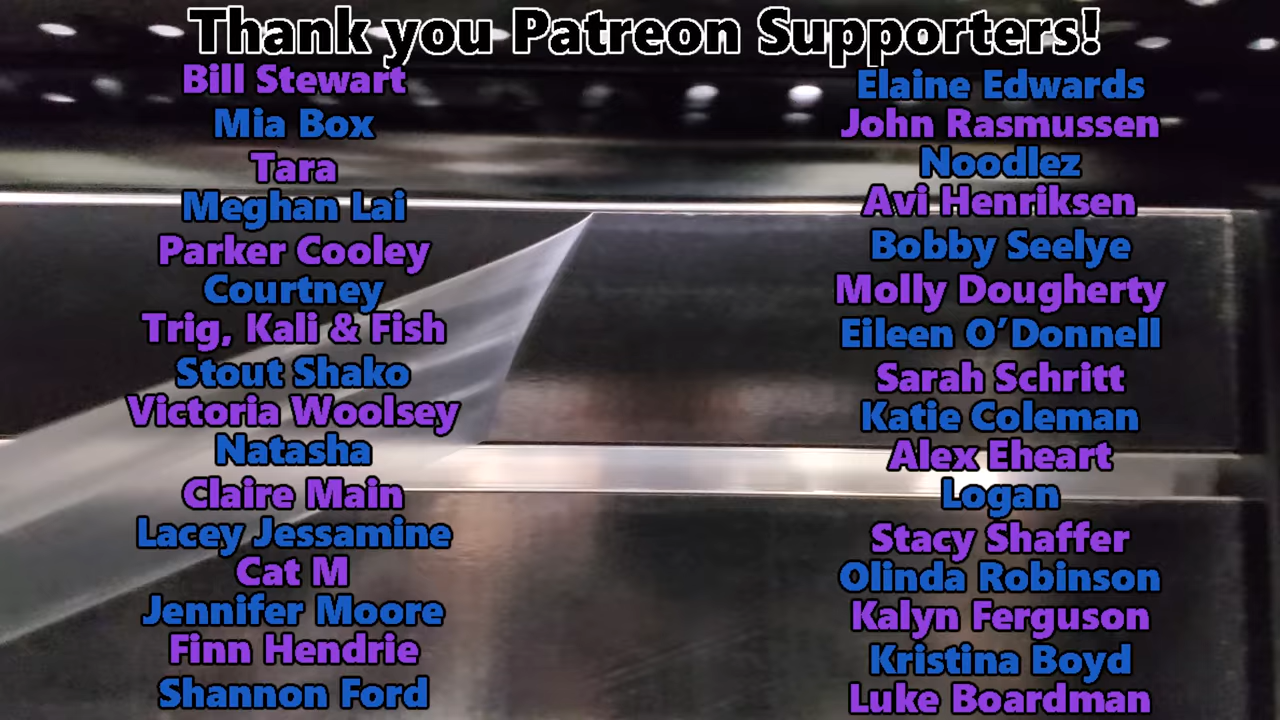 Thank you Patreon Supporters!
Bill Stewart
Mia Box
Tara
Meghan Lai
Parker Cooley
Courtney
Trig, Kali & Fish
Stout Shako
Victoria Woolsey
Natasha
Claire Main
Lacey Jessamine
Cat M
Jennifer Moore
Finn Hendrie
Shannon Ford
Elaine Edwards
John Rasmussen
Noodlez
Avi Henriksen
Bobby Seelye
Molly Dougherty
Eileen O’Donnell
Sarah Schritt
Katie Coleman
Alex Eheart
Logan
Stacy Shaffer
Olinda Robinson
Kalyn Ferguson
Kristina Boyd
Luke Boardman